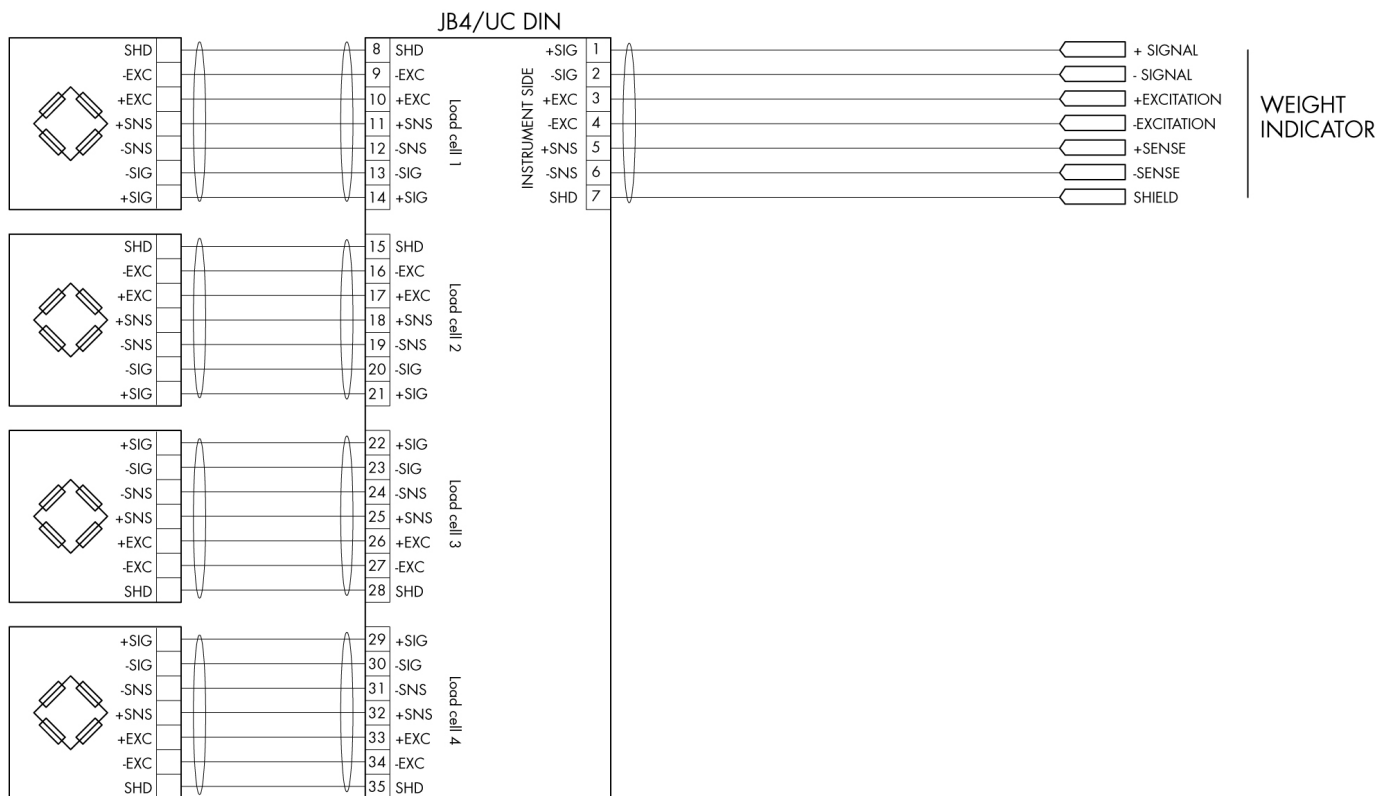 JB4/UC DIN
SHD 8 SHD +SIG 1 + SIGNAL
-EXC 9 -EXC -SIG 2 - SIGNAL
+EXC 10 +EXC +EXC 3 +EXCITATION
+SNS 11 +SNS -EXC 4 -EXCITATION
-SNS 12 -SNS +SNS 5 +SENSE
-SIG 13 -SIG -SNS 6 -SENSE
+SIG 14 +SIG SHD 7 SHIELD
Load cell 1
INSTRUMENT SIDE
WEIGHT
INDICATOR
SHD 15 SHD
-EXC 16 -EXC
+EXC 17 +EXC
+SNS 18 +SNS
-SNS 19 -SNS
-SIG 20 -SIG
+SIG 21 +SIG
Load cell 2
+SIG 22 +SIG
-SIG 23 -SIG
-SNS 24 -SNS
+SNS 25 +SNS
+EXC 26 +EXC
-EXC 27 -EXC
SHD 28 SHD
Load cell 3
+SIG 29 +SIG
-SIG 30 -SIG
-SNS 31 -SNS
+SNS 32 +SNS
+EXC 33 +EXC
-EXC 34 -EXC
SHD 35 SHD
Load cell 4